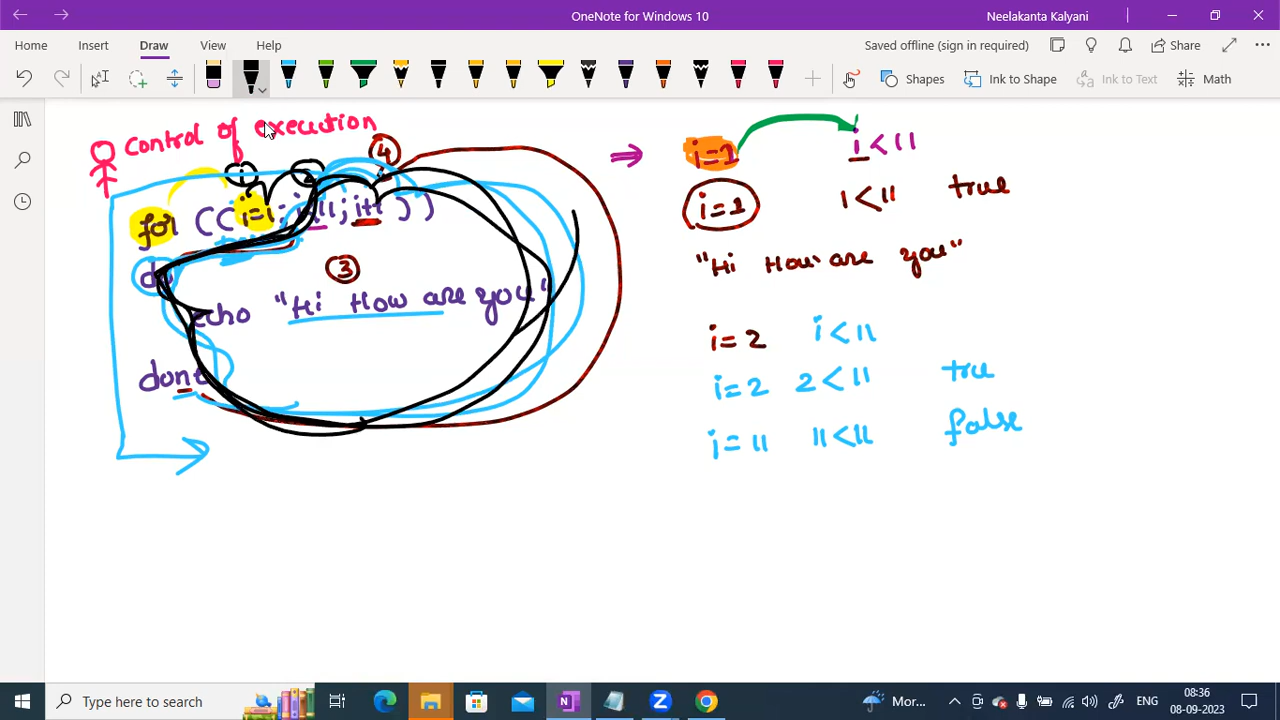 OneNote for Windows 10
Neelakanta Kalyani
Home
Insert
Draw
View
Help
Saved offline (sign in required)
Share
Shapes
Ink to Shape
Ink to Text
Math
control of execution
1
2
4
for ((i=1; i<11; i++))
do
3
echo "Hi How are you"
done
i=1
i < 11
i=1
1 < 11
true
"Hi How are you"
i= 2
i < 11
i= 2
2 < 11
true
i= 11
11 < 11
false
Type here to search
Mor...
ENG
08:36
08-09-2023